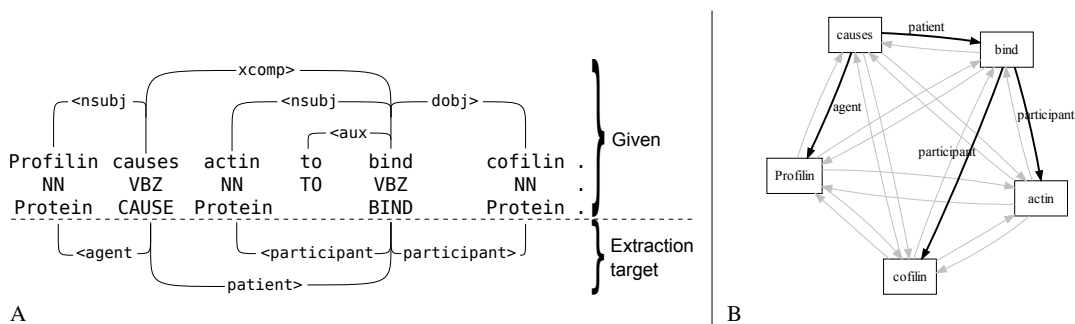 xcomp>
<nsubj <nsubj dobj>
<aux
Profilin causes actin to bind cofilin .
NN VBZ NN TO VBZ NN .
Protein CAUSE Protein BIND Protein .
Given
<agent <participant participant>
patient>
Extraction
target
A
causes
patient
bind
agent
participant
participant
Profilin
actin
cofilin
B